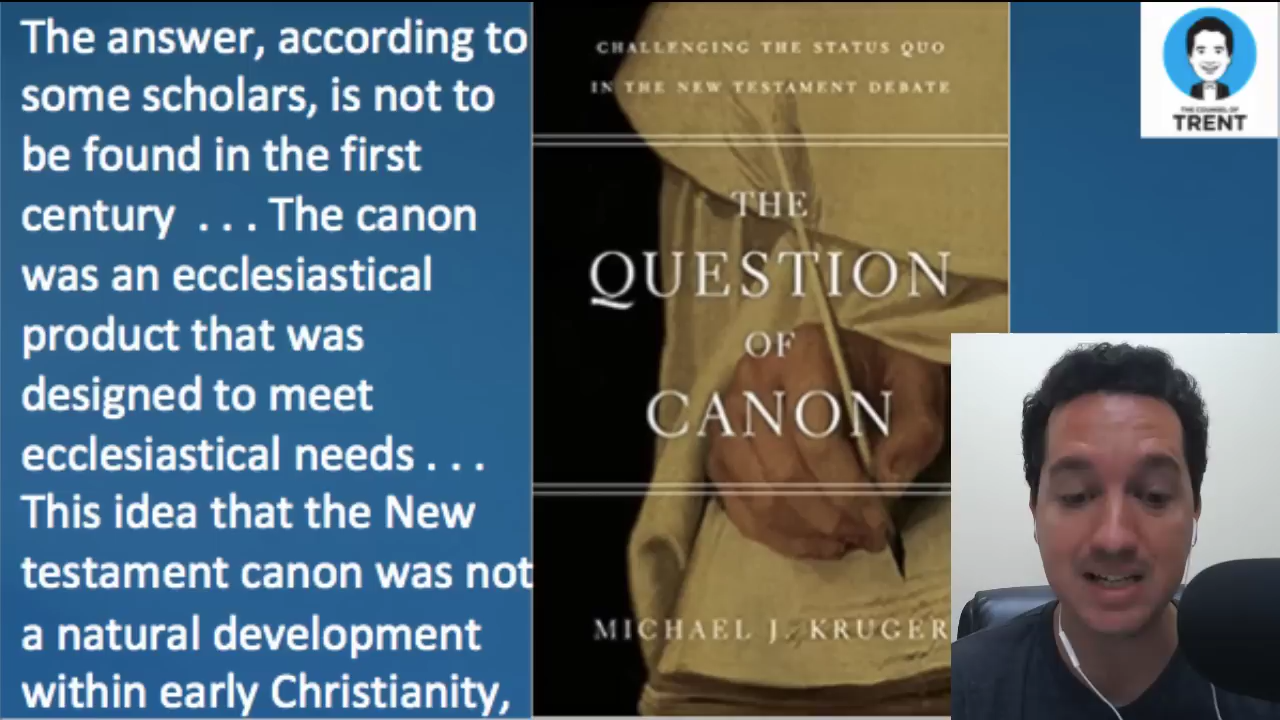 The answer, according to
some scholars, is not to
be found in the first
century . . . The canon
was an ecclesiastical
product that was
designed to meet
ecclesiastical needs . . .
This idea that the New
testament canon was not
a natural development
within early Christianity,
CHALLENGING THE STATUS QUO
IN THE NEW TESTAMENT DEBATE
THE
QUESTION
OF
CANON
MICHAEL J. KRUGER
THE COUNSEL OF
TRENT